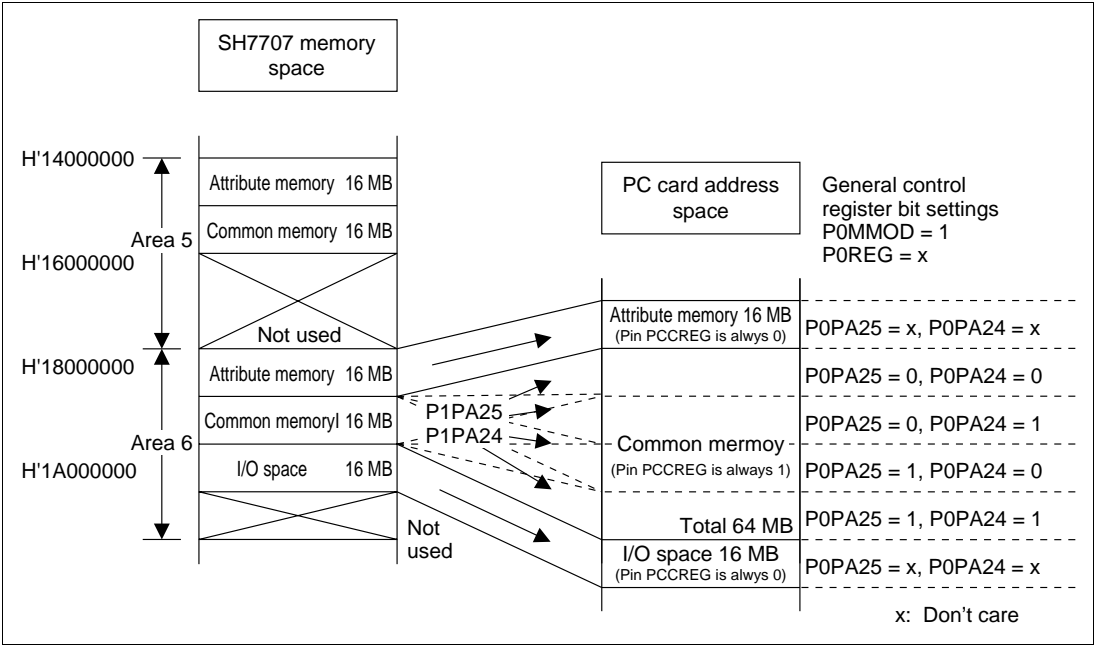 SH7707 memory
space
H'14000000
Attribute memory 16 MB
Area 5
Common memory 16 MB
H'16000000
Not used
H'18000000
Attribute memory 16 MB
Common memoryI 16 MB
Area 6
H'1A000000
I/O space 16 MB
Not
used
P1PA25
P1PA24
PC card address
space
Attribute memory 16 MB
(Pin PCCREG is alwys 0)
Common mermoy
(Pin PCCREG is always 1)
Total 64 MB
I/O space 16 MB
(Pin PCCREG is alwys 0)
General control
register bit settings
P0MMOD = 1
P0REG = x
P0PA25 = x, P0PA24 = x
P0PA25 = 0, P0PA24 = 0
P0PA25 = 0, P0PA24 = 1
P0PA25 = 1, P0PA24 = 0
P0PA25 = 1, P0PA24 = 1
P0PA25 = x, P0PA24 = x
x: Don't care